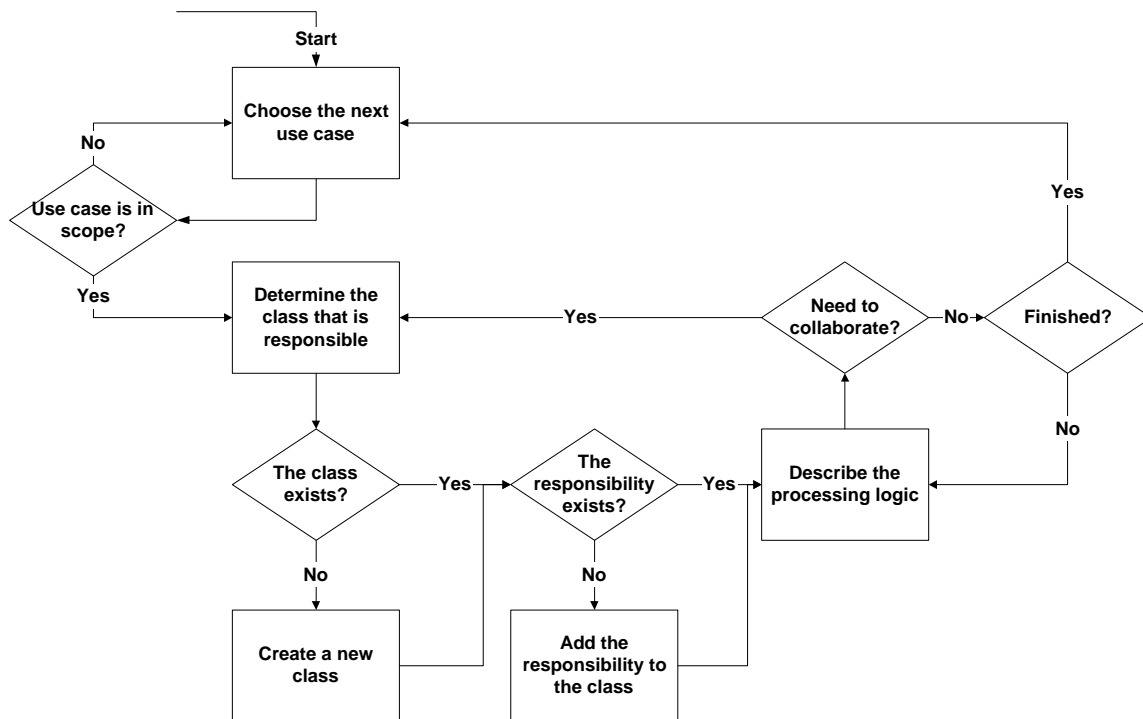 Start
Choose the next
use case
No
Use case is in
scope?
Yes
Yes
Determine the
class that is
responsible
Yes
Need to
collaborate?
No
Finished?
No
The class
exists?
Yes
The
responsibility
exists?
Yes
Describe the
processing logic
No
No
Create a new
class
Add the
responsibility to
the class